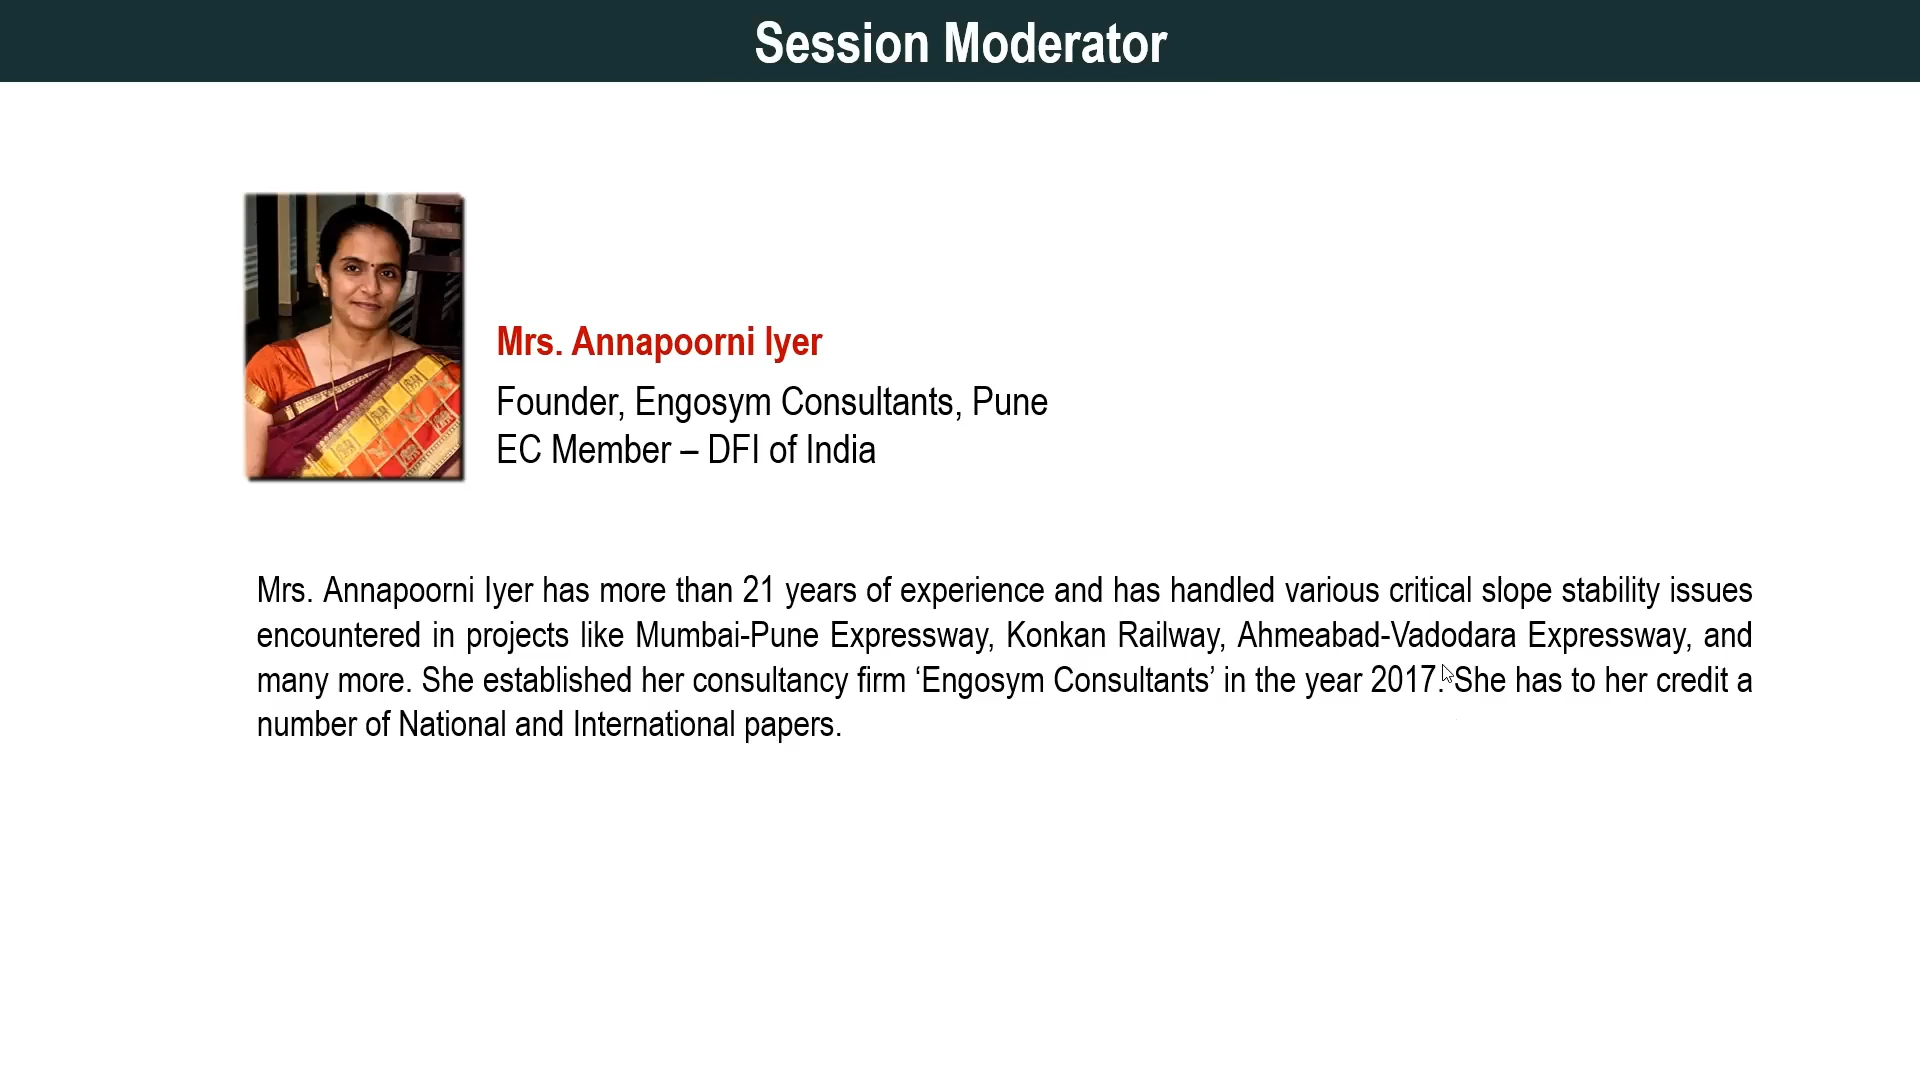 Session Moderator
Mrs. Annapoorni Iyer
Founder, Engosym Consultants, Pune
EC Member – DFI of India
Mrs. Annapoorni Iyer has more than 21 years of experience and has handled various critical slope stability issues
encountered in projects like Mumbai-Pune Expressway, Konkan Railway, Ahmeabad-Vadodara Expressway, and
many more. She established her consultancy firm ‘Engosym Consultants’ in the year 2017. She has to her credit a
number of National and International papers.